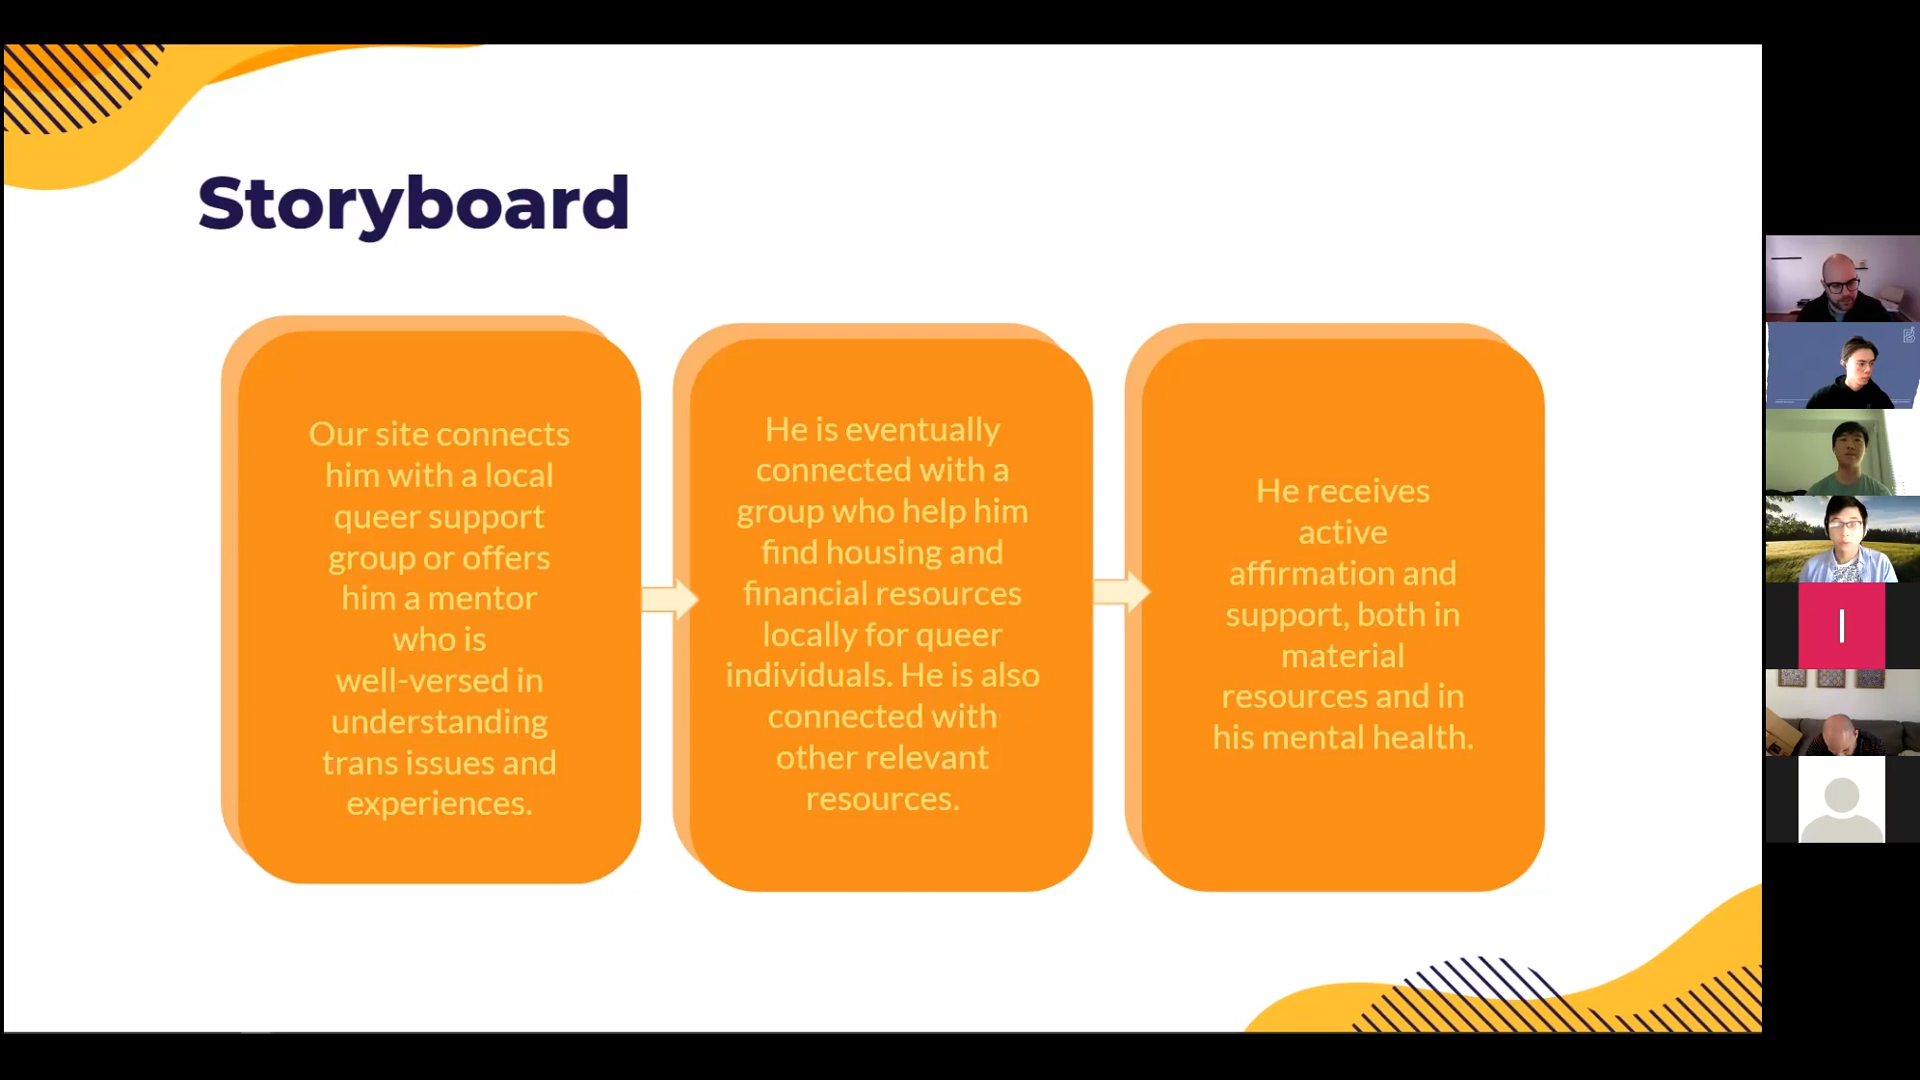 Storyboard
Our site connects
him with a local
queer support
group or offers
him a mentor
who is
well-versed in
understanding
trans issues and
experiences.
He is eventually
connected with a
group who help him
find housing and
financial resources
locally for queer
individuals. He is also
connected with
other relevant
resources.
He receives
active
affirmation and
support, both in
material
resources and in
his mental health.
I